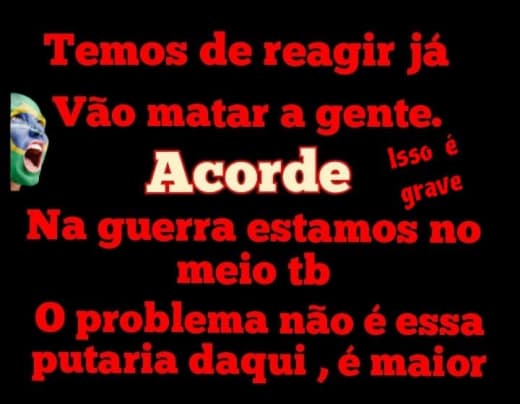 Temos de reagir já
Vão matar a gente.
Isso é
Acorde
grave
Na guerra estamos no
meio tb
O problema não é essa
putaria daqui , é maior